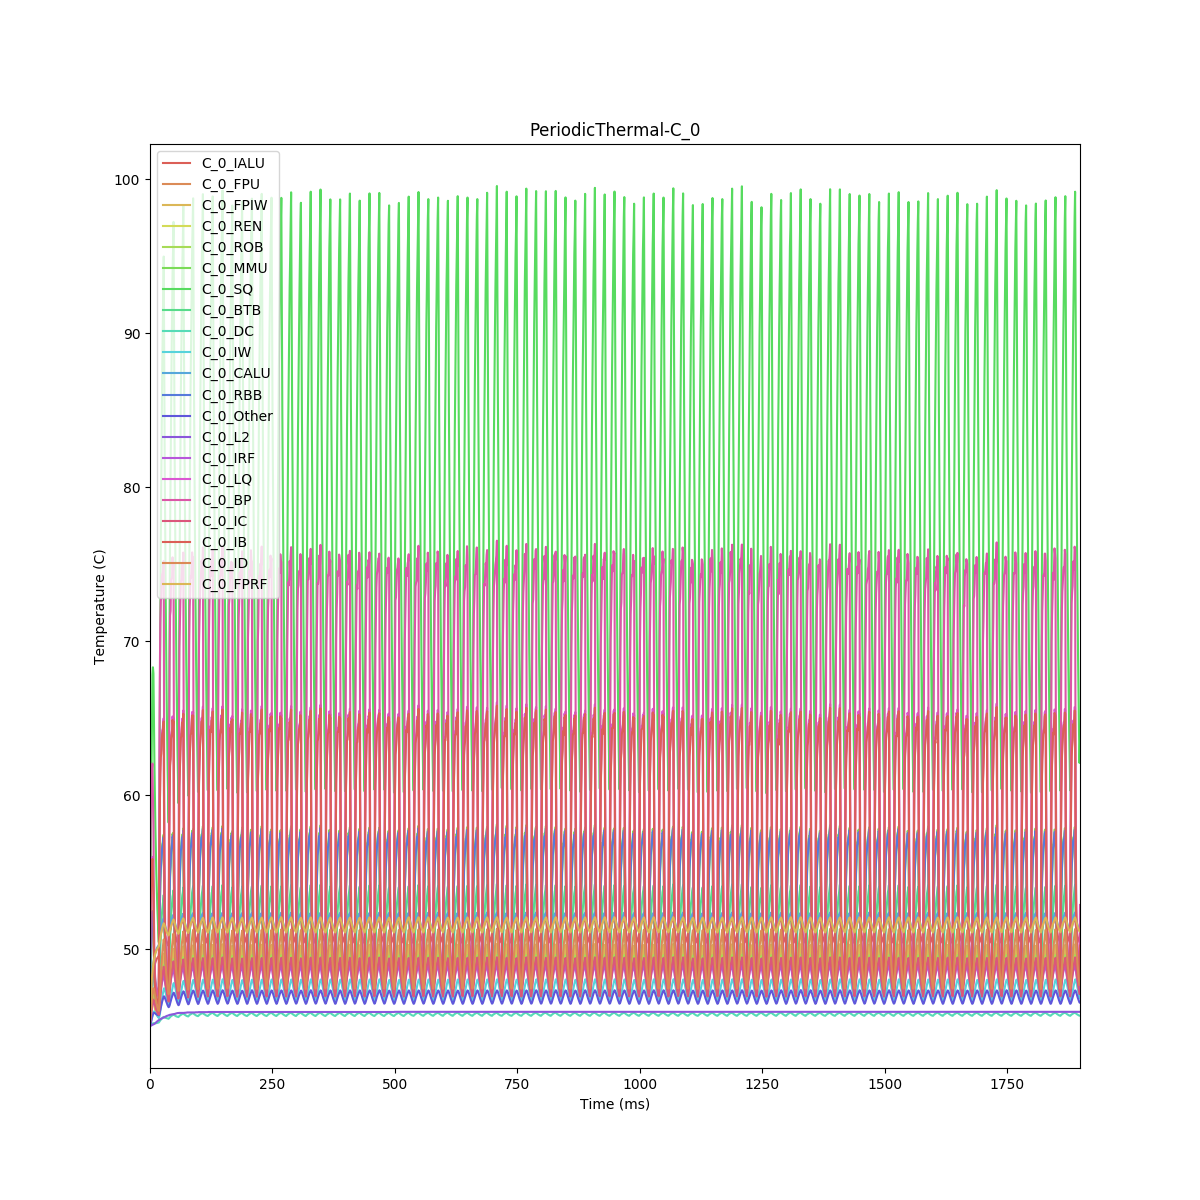 PeriodicThermal-C_0
100
90
80
70
60
50
Temperature (C)
C_0_IALU
C_0_FPU
C_0_FPIW
C_0_REN
C_0_ROB
C_0_MMU
C_0_SQ
C_0_BTB
C_0_DC
C_0_IW
C_0_CALU
C_0_RBB
C_0_Other
C_0_L2
C_0_IRF
C_0_LQ
C_0_BP
C_0_IC
C_0_IB
C_0_ID
C_0_FPRF
0 250 500 750 1000 1250 1500 1750
Time (ms)